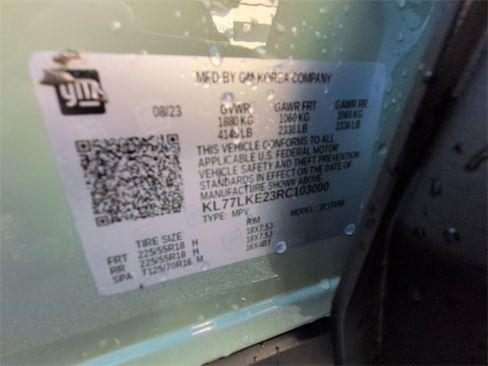 gm
MFD BY GM KOREA COMPANY
08/23 GVWR GAWR FRT GAWR RR
1880 KG 1060 KG 1060 KG
4145 LB 2336 LB 2336 LB
THIS VEHICLE CONFORMS TO ALL
APPLICABLE U.S. FEDERAL MOTOR
VEHICLE SAFETY AND THEFT PREVENTION
STANDARDS IN EFFECT ON THE DATE OF
MANUFACTURE SHOWN ABOVE.
KL77LKE23RC103000
TYPE: MPV MODEL:
TIRE SIZE RIM
FRT 225/55R18 H 18X7.5J
RR 225/55R18 H 18X7.5J
SPA T125/70R16 M 16X4BT